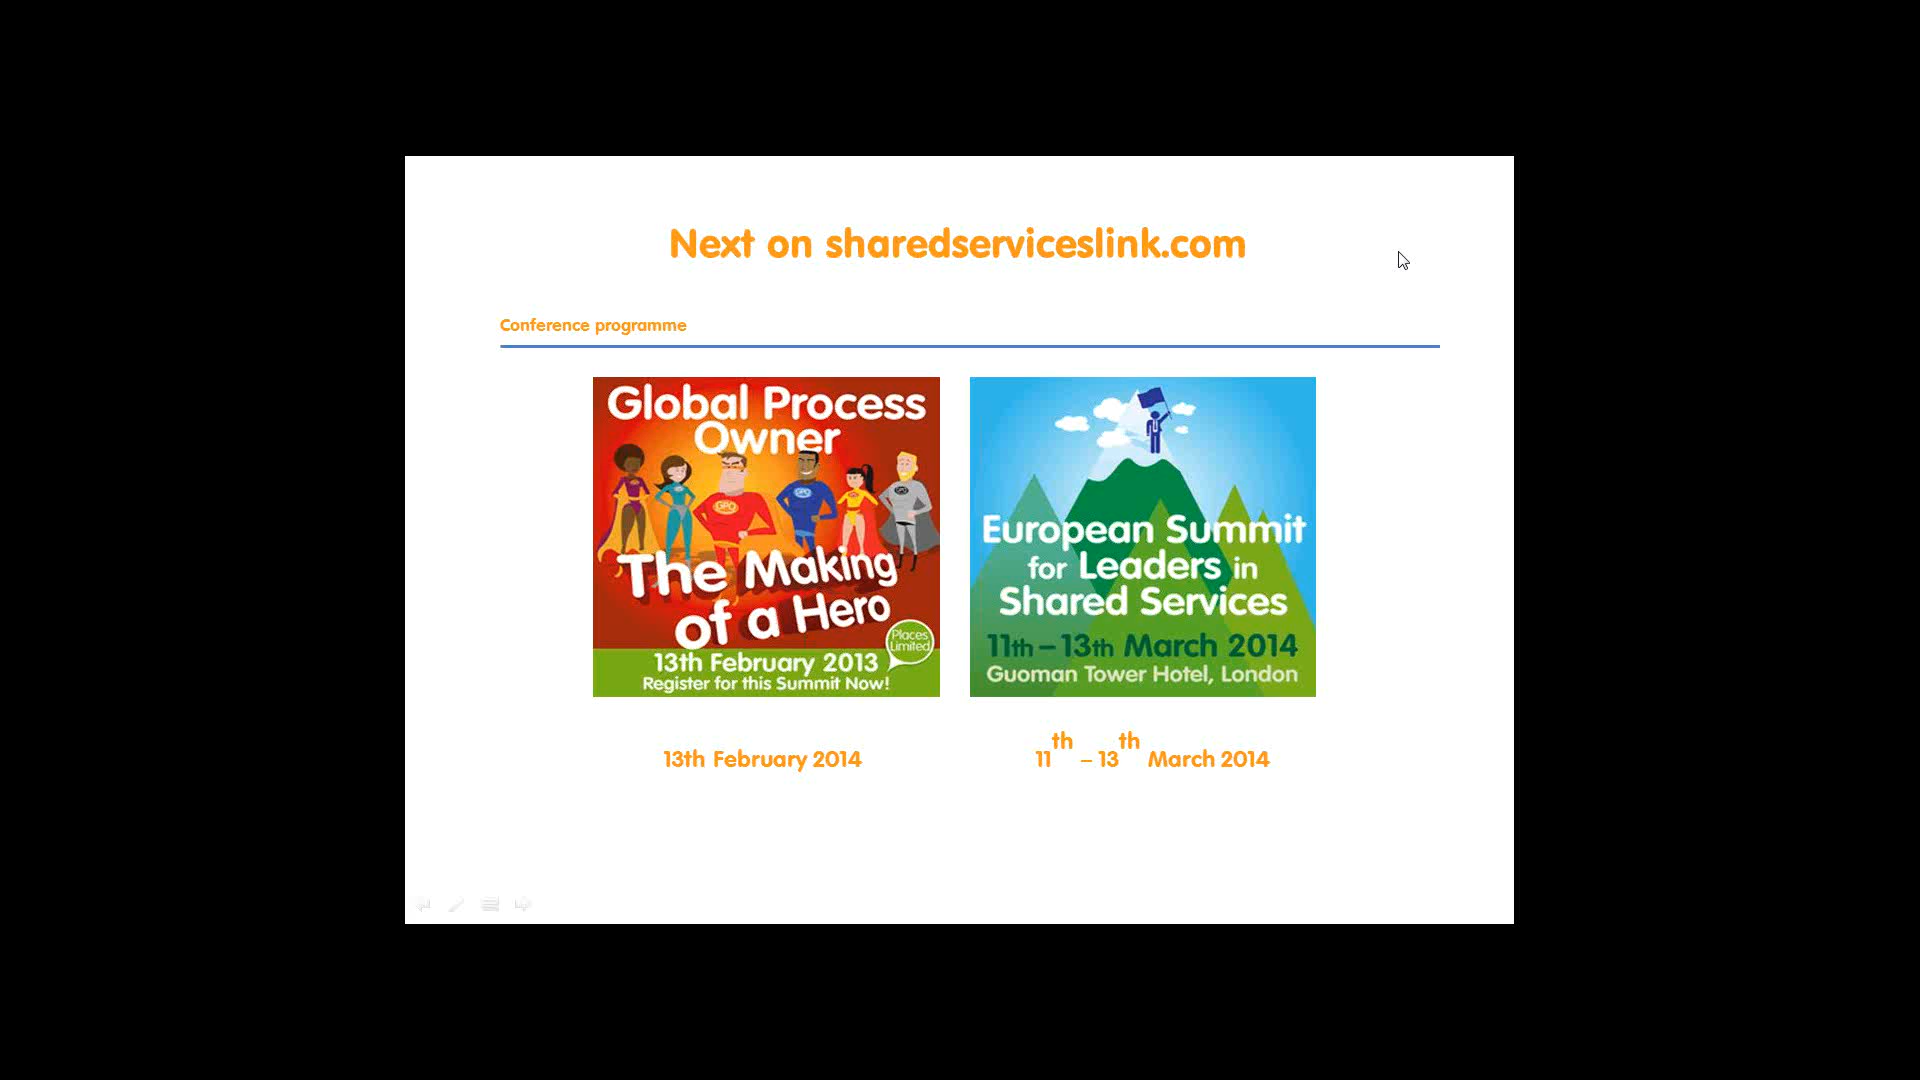 Next on sharedserviceslink.com
Conference programme
Global Process
Owner
GPO
The Making
of a Hero
Places
Limited
13th February 2013
Register for this Summit Now!
European Summit
for Leaders in
Shared Services
11th – 13th March 2014
Guoman Tower Hotel, London
13th February 2014
11th – 13th March 2014